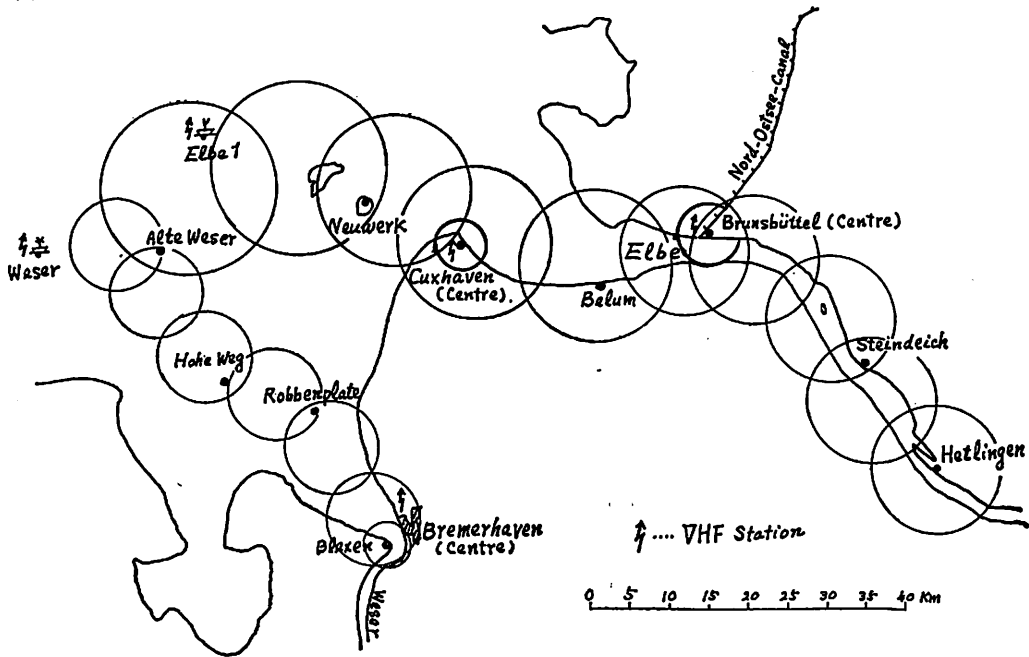 Nord-Ostsee-Canal
Elbe 1
Neuwerk
Alte Weser
Waser
Cuxhaven
(Centre).
Elbe
Brunsbüttel (Centre)
Belum
Steindeich
Hohe Weg
Robbenplate
Hetlingen
Bremerhaven
(Centre)
Blexen
Weser
.... VHF Station
0 5 10 15 20 25 30 35 40 Km